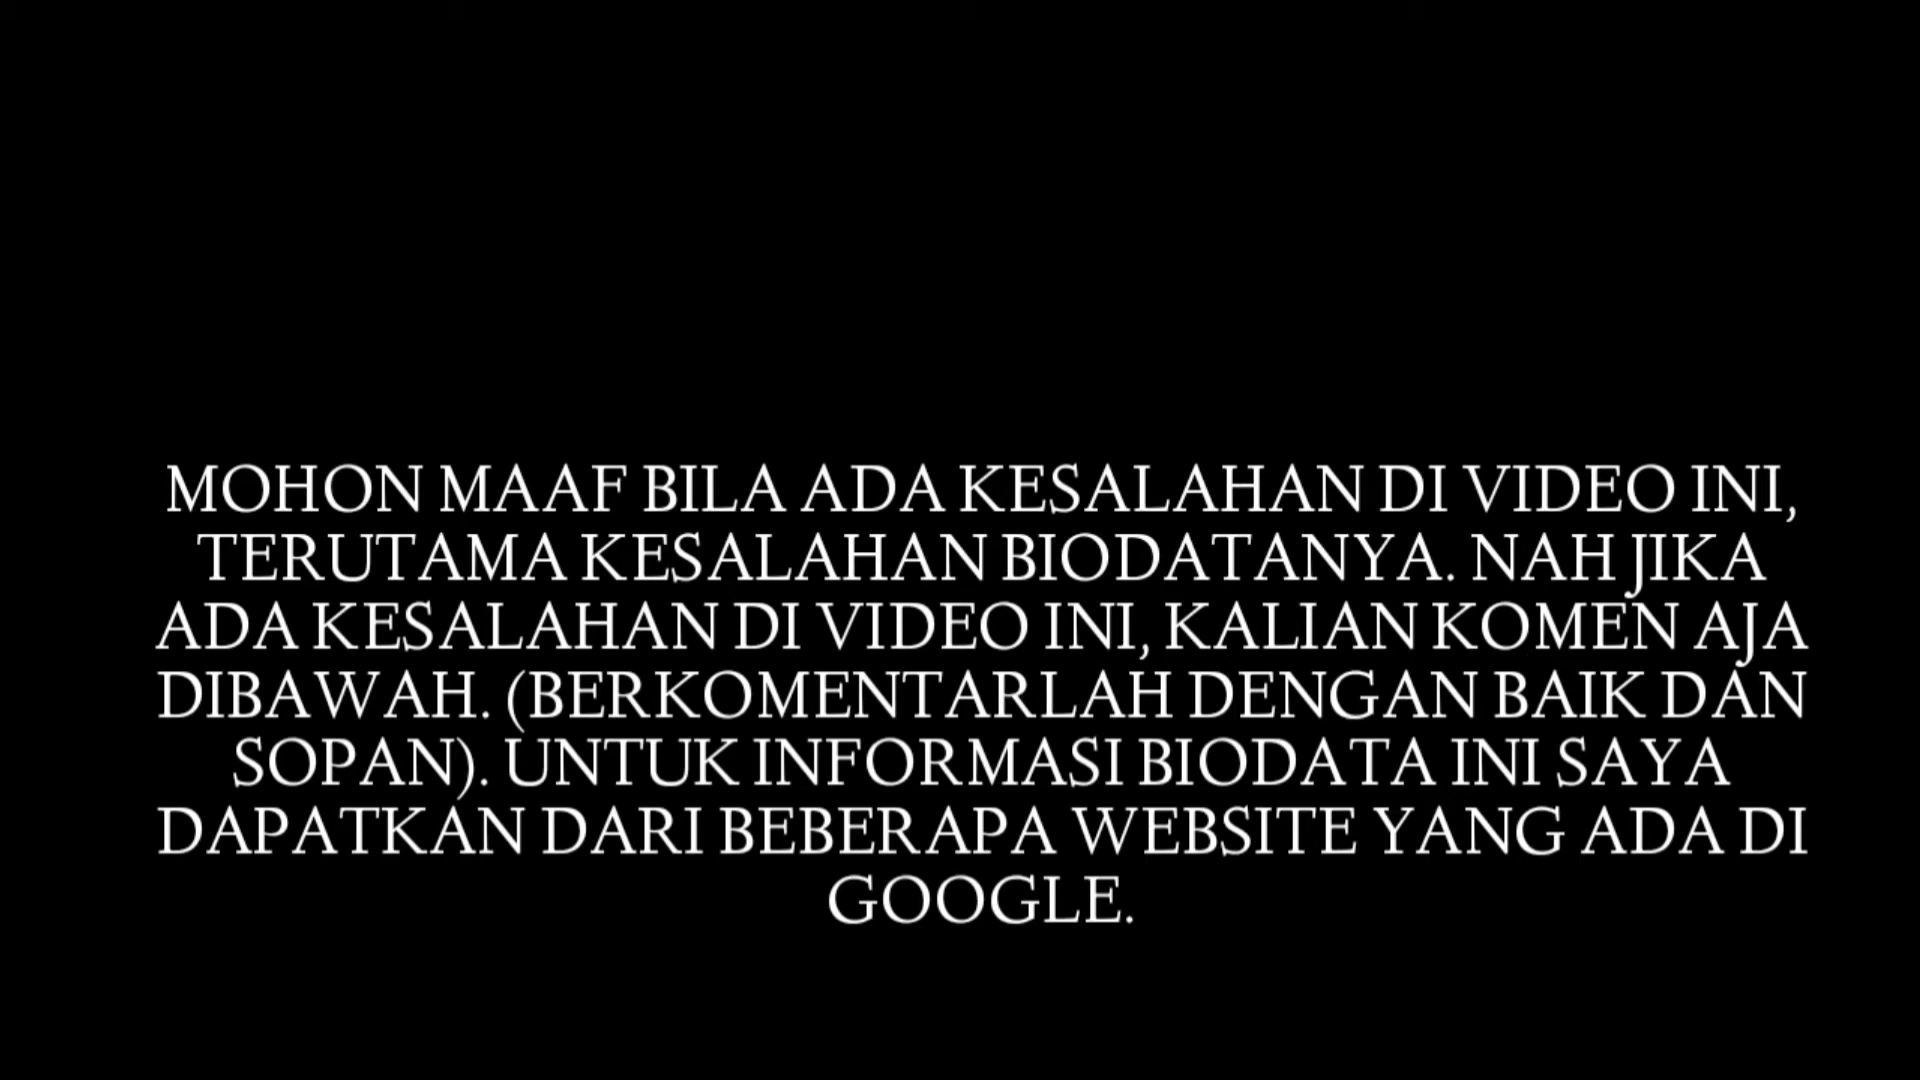 MOHON MAAF BILA ADA KESALAHAN DI VIDEO INI,
TERUTAMA KESALAHAN BIODATANYA. NAH JIKA
ADA KESALAHAN DI VIDEO INI, KALIAN KOMEN AJA
DIBAWAH. (BERKOMENTARLAH DENGAN BAIK DAN
SOPAN). UNTUK INFORMASI BIODATA INI SAYA
DAPATKAN DARI BEBERAPA WEBSITE YANG ADA DI
GOOGLE.